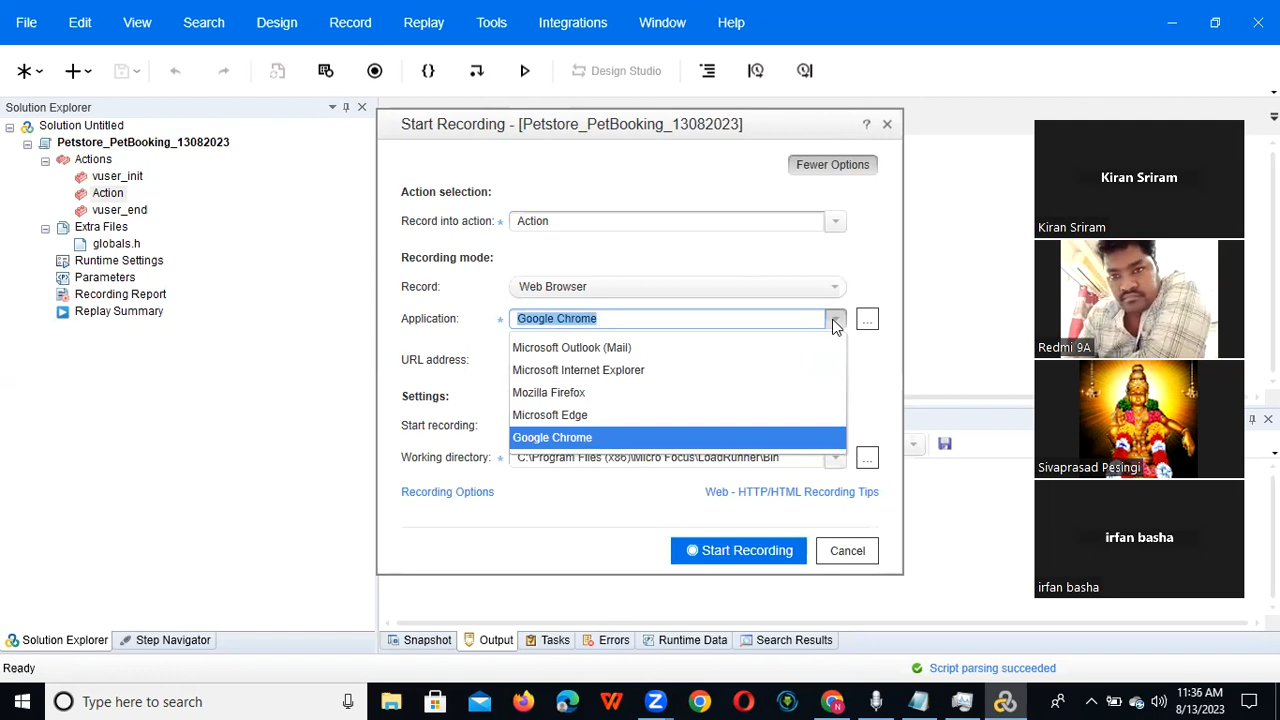 File Edit View Search Design Record Replay Tools Integrations Window Help
Design Studio
Solution Explorer
Solution Untitled
Petstore_PetBooking_13082023
Actions
vuser_init
Action
vuser_end
Extra Files
globals.h
Runtime Settings
Parameters
Recording Report
Replay Summary
Start Recording - [Petstore_PetBooking_13082023]
Fewer Options
Action selection:
Record into action: * Action
Recording mode:
Record: Web Browser
Application: * Google Chrome ...
Microsoft Outlook (Mail)
URL address:
Microsoft Internet Explorer
Mozilla Firefox
Settings:
Microsoft Edge
Start recording:
Google Chrome
Working directory: * C:\Program Files (x86)\Micro Focus\LoadRunner\Bin ...
Recording Options Web - HTTP/HTML Recording Tips
Start Recording Cancel
Kiran Sriram
Kiran Sriram
Redmi 9A
Sivaprasad Pesingi
irfan basha
irfan basha
Solution Explorer Step Navigator Snapshot Output Tasks Errors Runtime Data Search Results
Ready Script parsing succeeded
Type here to search
11:36 AM
8/13/2023